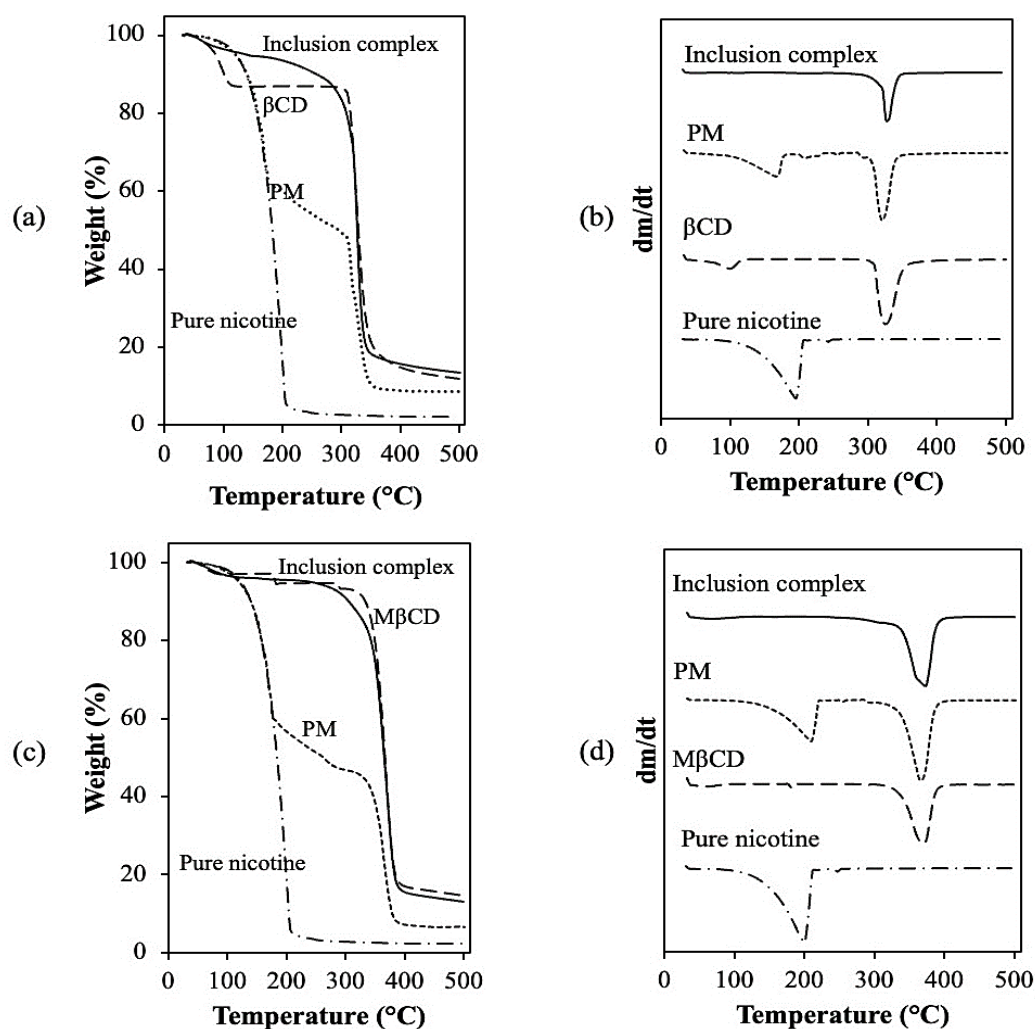 (a)
Weight (%)
100
80
60
40
20
0
Inclusion complex
βCD
PM
Pure nicotine
0 100 200 300 400 500
Temperature (°C)
(b)
dm/dt
Inclusion complex
PM
βCD
Pure nicotine
0 100 200 300 400 500
Temperature (°C)
(c)
Weight (%)
100
80
60
40
20
0
Inclusion complex
MβCD
PM
Pure nicotine
0 100 200 300 400 500
Temperature (°C)
(d)
dm/dt
Inclusion complex
PM
MβCD
Pure nicotine
0 100 200 300 400 500
Temperature (°C)